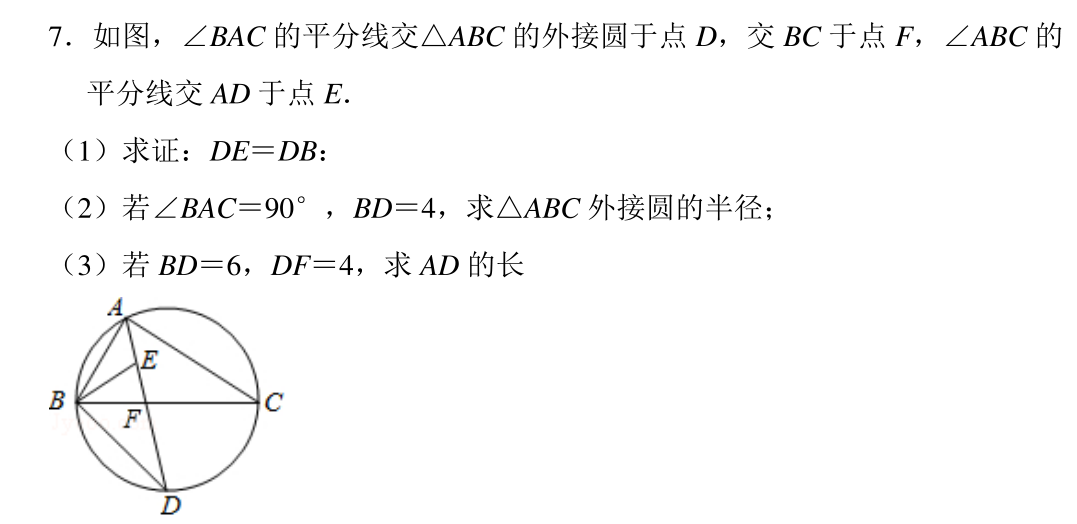 7．如图，∠BAC 的平分线交△ABC 的外接圆于点 D，交 BC 于点 F，∠ABC 的
平分线交 AD 于点 E．
（1）求证：DE＝DB：
（2）若∠BAC＝90°，BD＝4，求△ABC 外接圆的半径；
（3）若 BD＝6，DF＝4，求 AD 的长
A
E
B
F
C
D